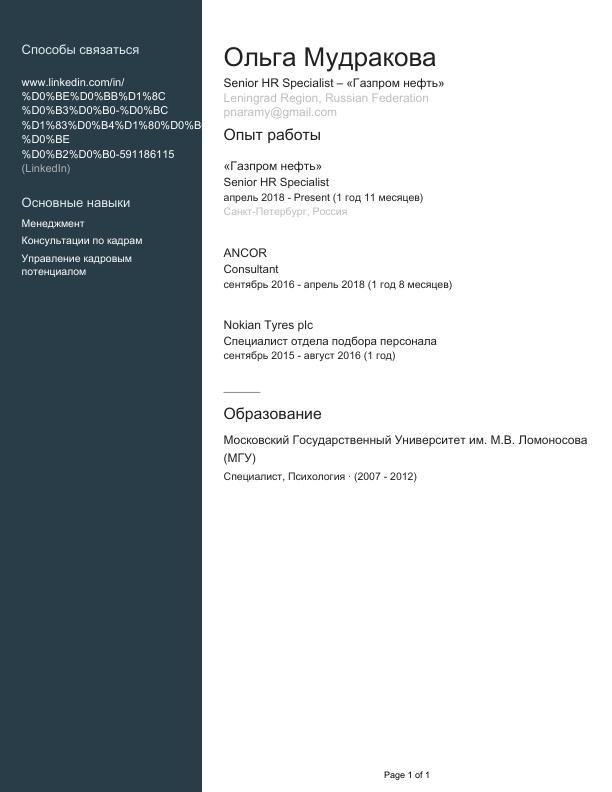 Способы связаться
www.linkedin.com/in/
%D0%BE%D0%BB%D1%8C
%D0%B3%D0%B0-%D0%BC
%D1%83%D0%B4%D1%80%D0%B
%D0%BE
%D0%B2%D0%B0-591186115
(LinkedIn)
Основные навыки
Менеджмент
Консультации по кадрам
Управление кадровым
потенциалом
Ольга Мудракова
Senior HR Specialist – «Газпром нефть»
Leningrad Region, Russian Federation
pnaramy@gmail.com
Опыт работы
«Газпром нефть»
Senior HR Specialist
апрель 2018 - Present (1 год 11 месяцев)
Санкт-Петербург, Россия
ANCOR
Consultant
сентябрь 2016 - апрель 2018 (1 год 8 месяцев)
Nokian Tyres plc
Специалист отдела подбора персонала
сентябрь 2015 - август 2016 (1 год)
Образование
Московский Государственный Университет им. М.В. Ломоносова
(МГУ)
Специалист, Психология · (2007 - 2012)
Page 1 of 1